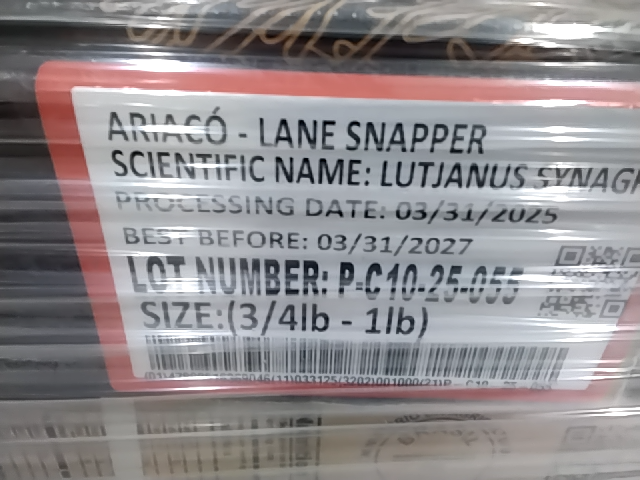 ARIACÓ - LANE SNAPPER
SCIENTIFIC NAME: LUTJANUS
PROCESSING DATE: 03/31/2025
BEST BEFORE: 03/31/2027
LOT NUMBER: P-C10-25-055
SIZE:(3/4lb - 1lb)